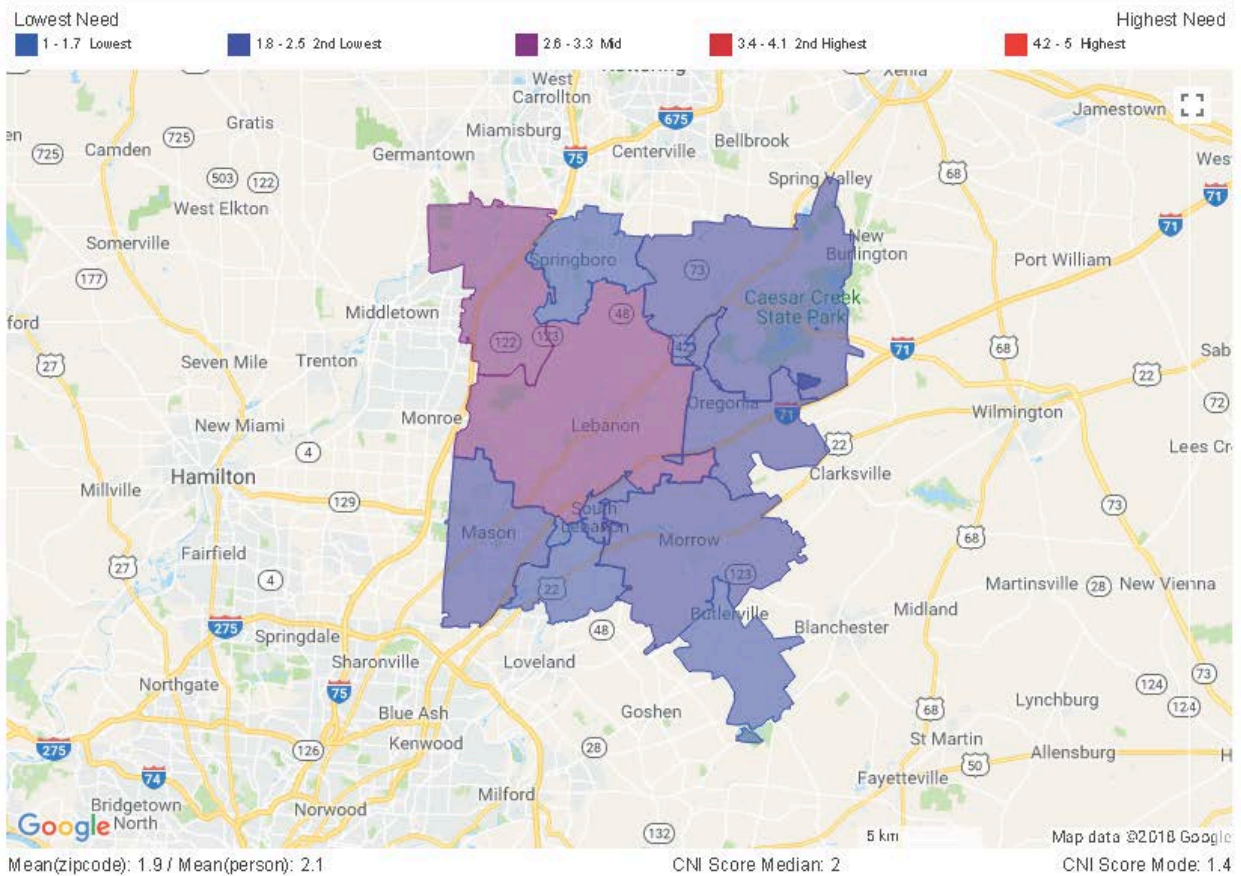 Lowest Need
Highest Need
1 - 1.7 Lowest
1.8 - 2.5 2nd Lowest
2.6 - 3.3 Mid
3.4 - 4.1 2nd Highest
4.2 - 5 Highest
West
Carrollton
Xenia
Jamestown
Gratis
Miamisburg
675
Bellbrook
en
725
Camden
725
Germantown
75
Centerville
68
Wes
503
122
Spring Valley
71
West Elkton
71
Somerville
Springboro
New
Burlington
Port William
177
73
Caesar Creek
State Park
Middletown
48
ford
122
123
42
71
68
Sab
27
Seven Mile
Trenton
22
Oregonia
72
Monroe
Lebanon
71
Wilmington
New Miami
4
22
Lees Cr
Hamilton
Clarksville
Millville
129
South
Lebanon
73
Mason
Morrow
68
Fairfield
27
4
22
123
Martinsville
28
New Vienna
Butlerville
Midland
275
Springdale
48
Blanchester
Sharonville
Loveland
73
Northgate
75
124
Lynchburg
124
Blue Ash
Goshen
68
275
126
Kenwood
28
St Martin
Allensburg
H
50
74
Fayetteville
Bridgetown
North
Norwood
Milford
132
Google
5 km
Map data ©2018 Google
Mean(zipcode): 1.9 / Mean(person): 2.1
CNI Score Median: 2
CNI Score Mode: 1.4